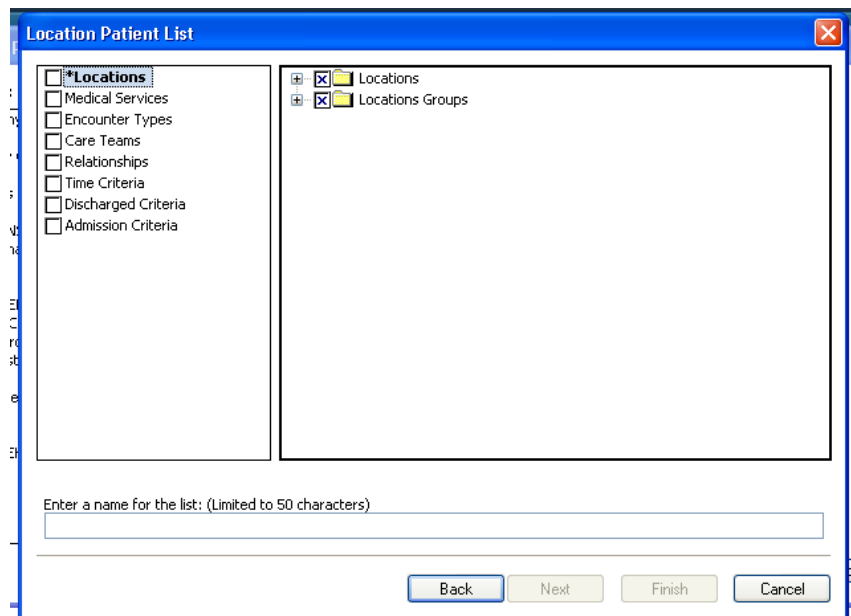 Location Patient List
*Locations
Medical Services
Encounter Types
Care Teams
Relationships
Time Criteria
Discharged Criteria
Admission Criteria
Locations
Locations Groups
Enter a name for the list: (Limited to 50 characters)
Back Next Finish Cancel